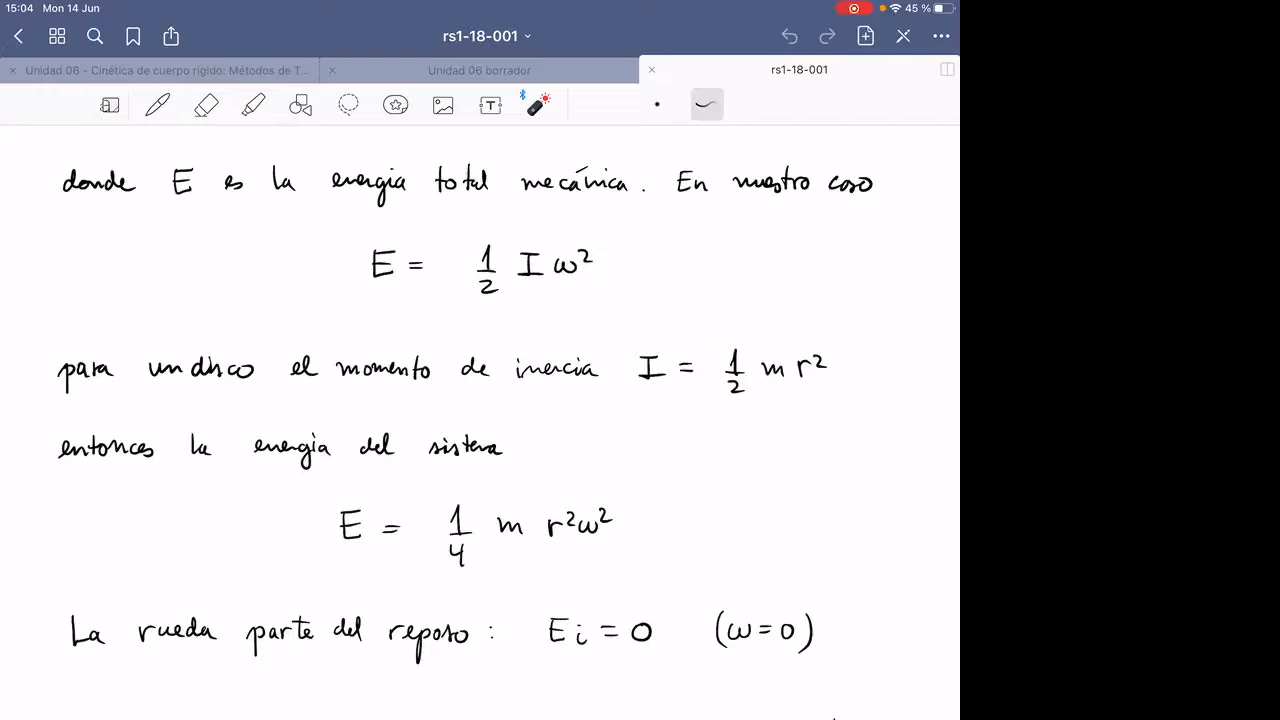 15:04 Mon 14 Jun 45 %
rs1-18-001
Unidad 06 - Cinética de cuerpo rígido: Métodos de T... Unidad 06 borrador rs1-18-001
donde E es la energia total mecánica. En nuestro caso
E = 1/2 I ω²
para un disco el momento de inercia I = 1/2 m r²
entonces la energia del sistema
E = 1/4 m r²ω²
La rueda parte del reposo : Ei = 0 (ω = 0)